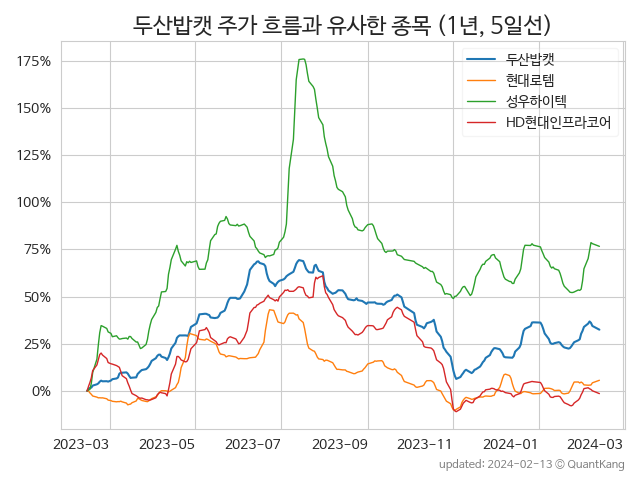 두산밥캣 주가 흐름과 유사한 종목 (1년, 5일선)
두산밥캣
현대로템
성우하이텍
HD현대인프라코어
175%
150%
125%
100%
75%
50%
25%
0%
2023-03 2023-05 2023-07 2023-09 2023-11 2024-01 2024-03
updated: 2024-02-13 © QuantKang